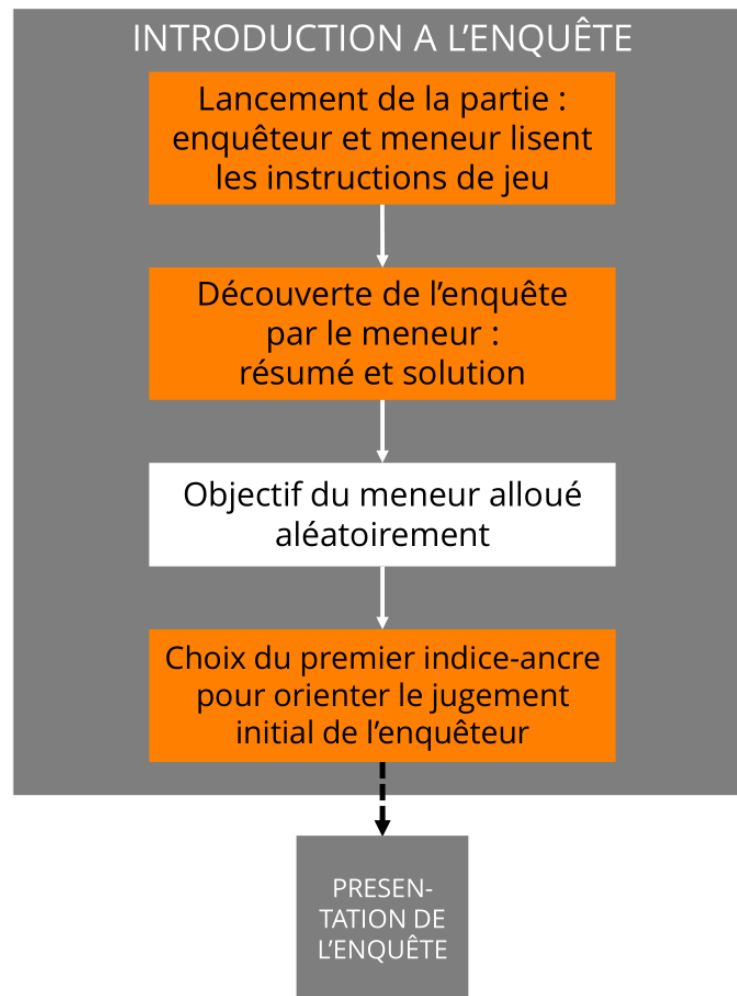 INTRODUCTION A L’ENQUÊTE
Lancement de la partie :
enquêteur et meneur lisent
les instructions de jeu
Découverte de l’enquête
par le meneur :
résumé et solution
Objectif du meneur alloué
aléatoirement
Choix du premier indice-ancre
pour orienter le jugement
initial de l’enquêteur
PRESEN-
TATION DE
L’ENQUÊTE